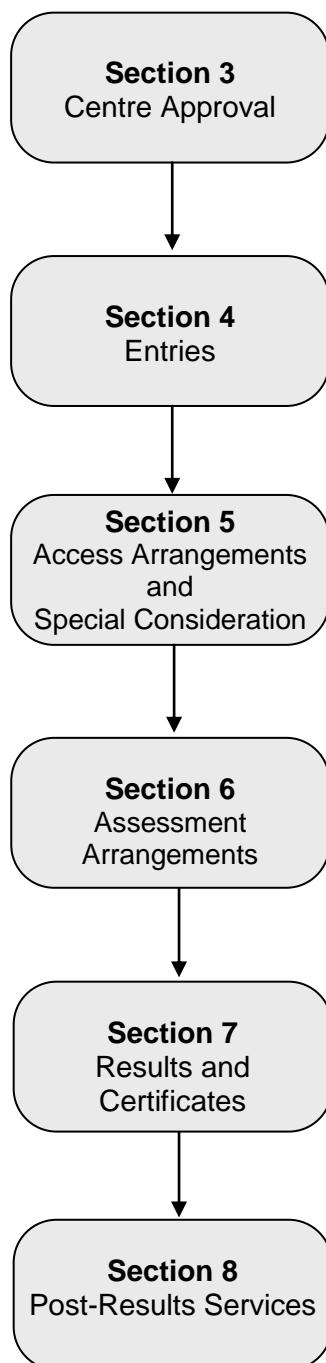 Section 3
Centre Approval
Section 4
Entries
Section 5
Access Arrangements
and
Special Consideration
Section 6
Assessment
Arrangements
Section 7
Results and
Certificates
Section 8
Post-Results Services